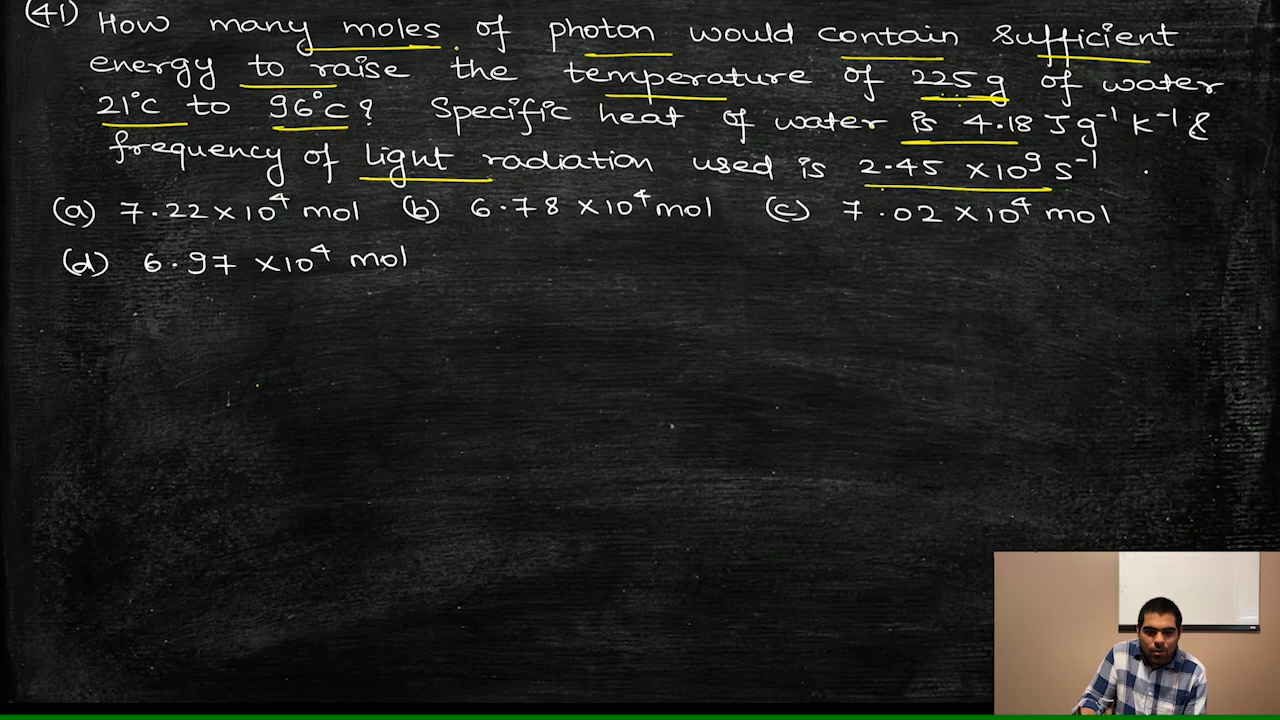 (41) How many moles of photon would contain sufficient
energy to raise the temperature of 225 g of water
21°c to 96°c? Specific heat of water is 4.18 J g⁻¹ K⁻¹ &
frequency of light radiation used is 2.45 ×10⁹ s⁻¹
(a) 7.22 ×10⁴ mol (b) 6.78 ×10⁴ mol (c) 7.02 ×10⁴ mol
(d) 6.97 ×10⁴ mol